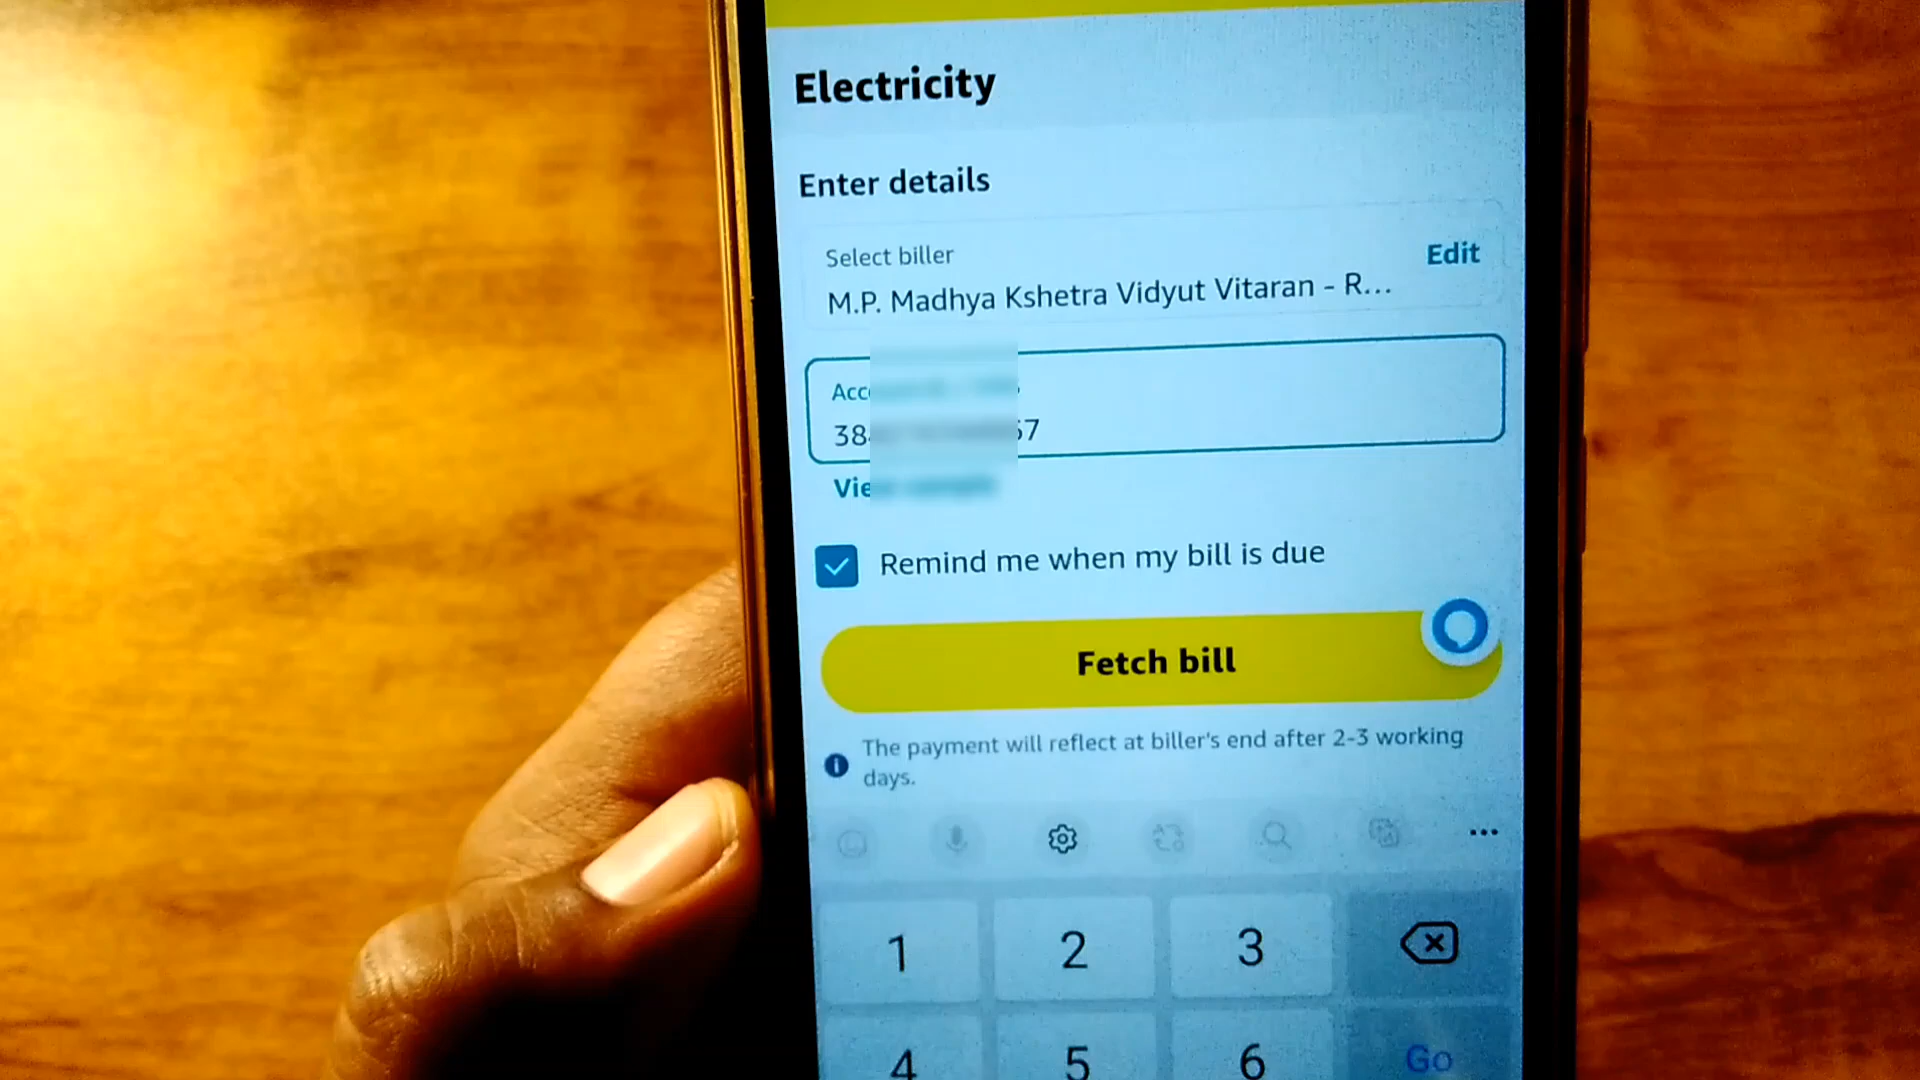 Electricity
Enter details
Select biller
Edit
M.P. Madhya Kshetra Vidyut Vitaran - R...
Remind me when my bill is due
Fetch bill
The payment will reflect at biller's end after 2-3 working
days.
1 2 3
4 5 6 Go